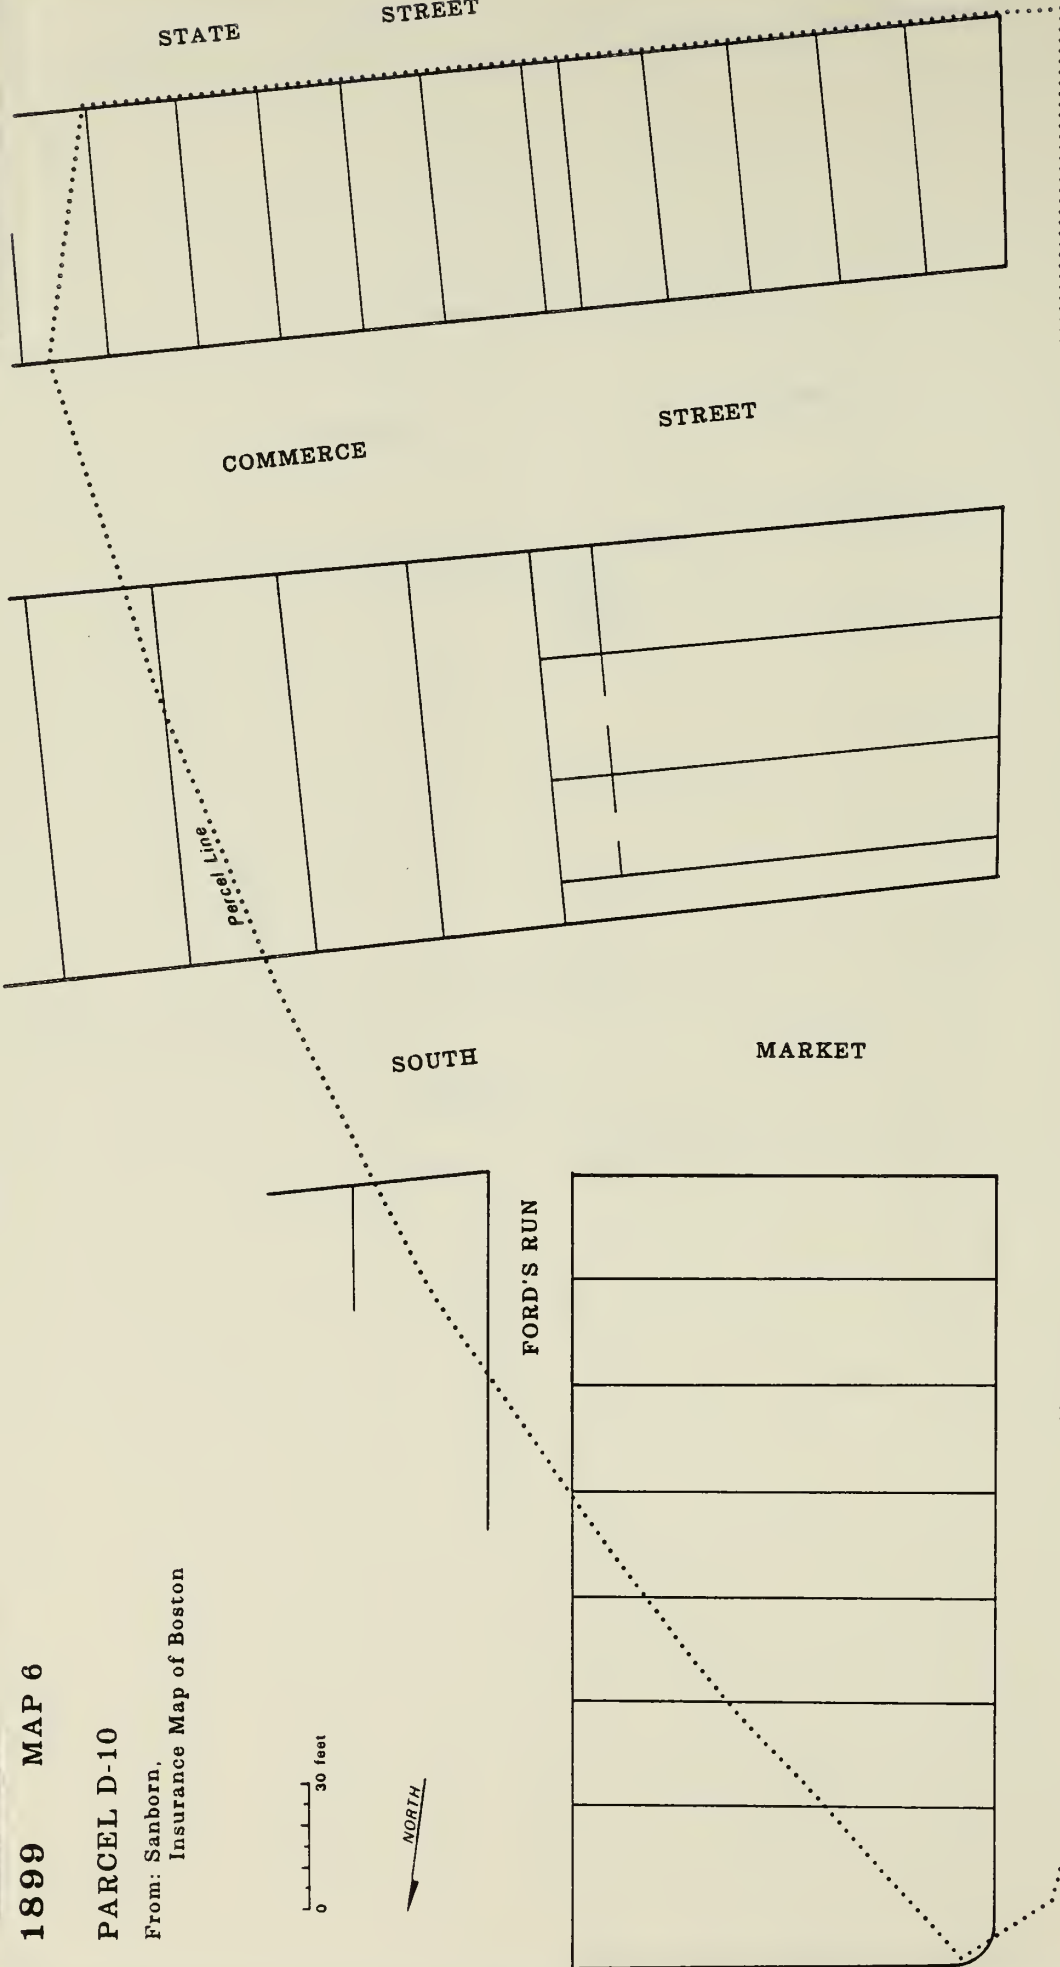 STATE STREET
COMMERCE STREET
Parcel Line
SOUTH MARKET
FORD'S RUN
1899 MAP 6
PARCEL D-10
From: Sanborn,
Insurance Map of Boston
0 30 feet
NORTH